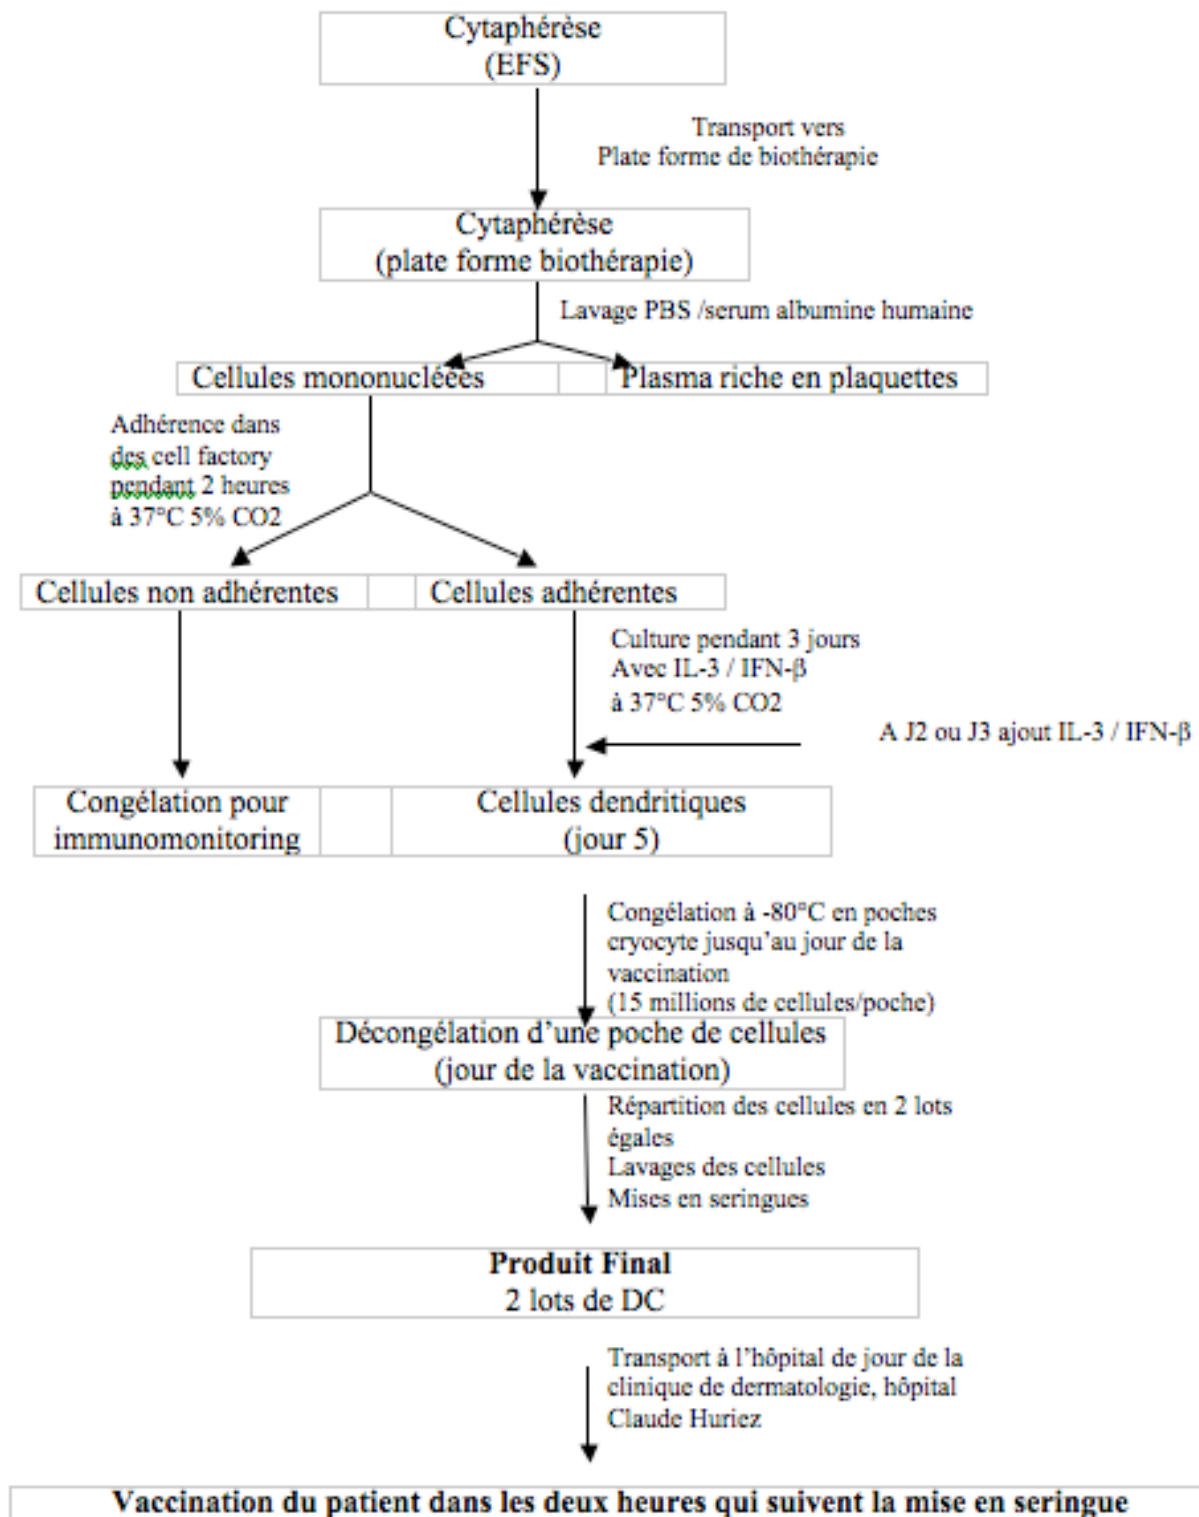 Cytaphérèse
(EFS)
Transport vers
Plate forme de biothérapie
Cytaphérèse
(plate forme biothérapie)
Lavage PBS /serum albumine humaine
Cellules mononucléées
Plasma riche en plaquettes
Adhérence dans
des cell factory
pendant 2 heures
à 37°C 5% CO2
Cellules non adhérentes
Cellules adhérentes
Culture pendant 3 jours
Avec IL-3 / IFN-β
à 37°C 5% CO2
A J2 ou J3 ajout IL-3 / IFN-β
Congélation pour
immunomonitoring
Cellules dendritiques
(jour 5)
Congélation à -80°C en poches
cryocyte jusqu’au jour de la
vaccination
(15 millions de cellules/poche)
Décongélation d’une poche de cellules
(jour de la vaccination)
Répartition des cellules en 2 lots
égales
Lavages des cellules
Mises en seringues
Produit Final
2 lots de DC
Transport à l’hôpital de jour de la
clinique de dermatologie, hôpital
Claude Huriez
Vaccination du patient dans les deux heures qui suivent la mise en seringue